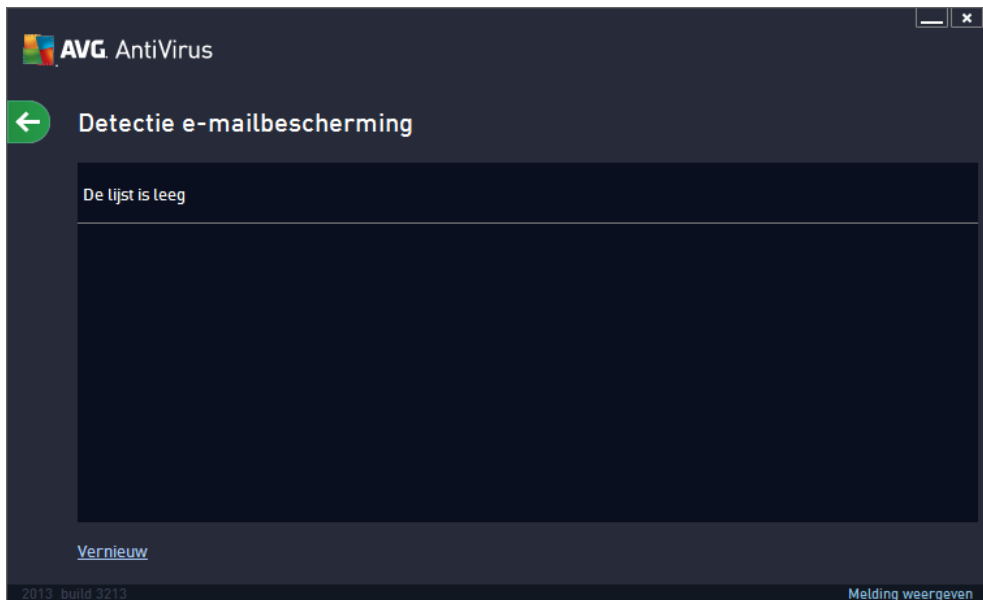 AVG. AntiVirus
Detectie e-mailbescherming
De lijst is leeg
Vernieuw
2013 build 3213
Melding weergeven